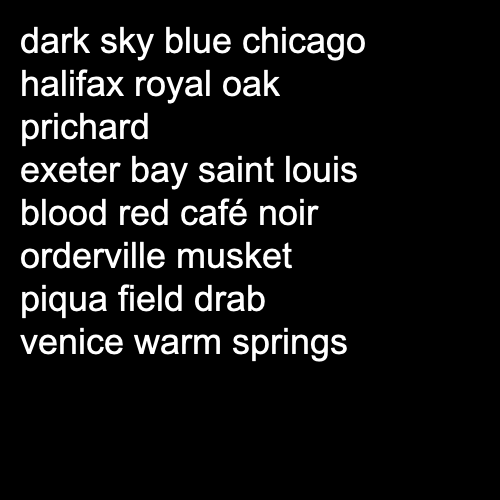 dark sky blue chicago
halifax royal oak
prichard
exeter bay saint louis
blood red café noir
orderville musket
piqua field drab
venice warm springs